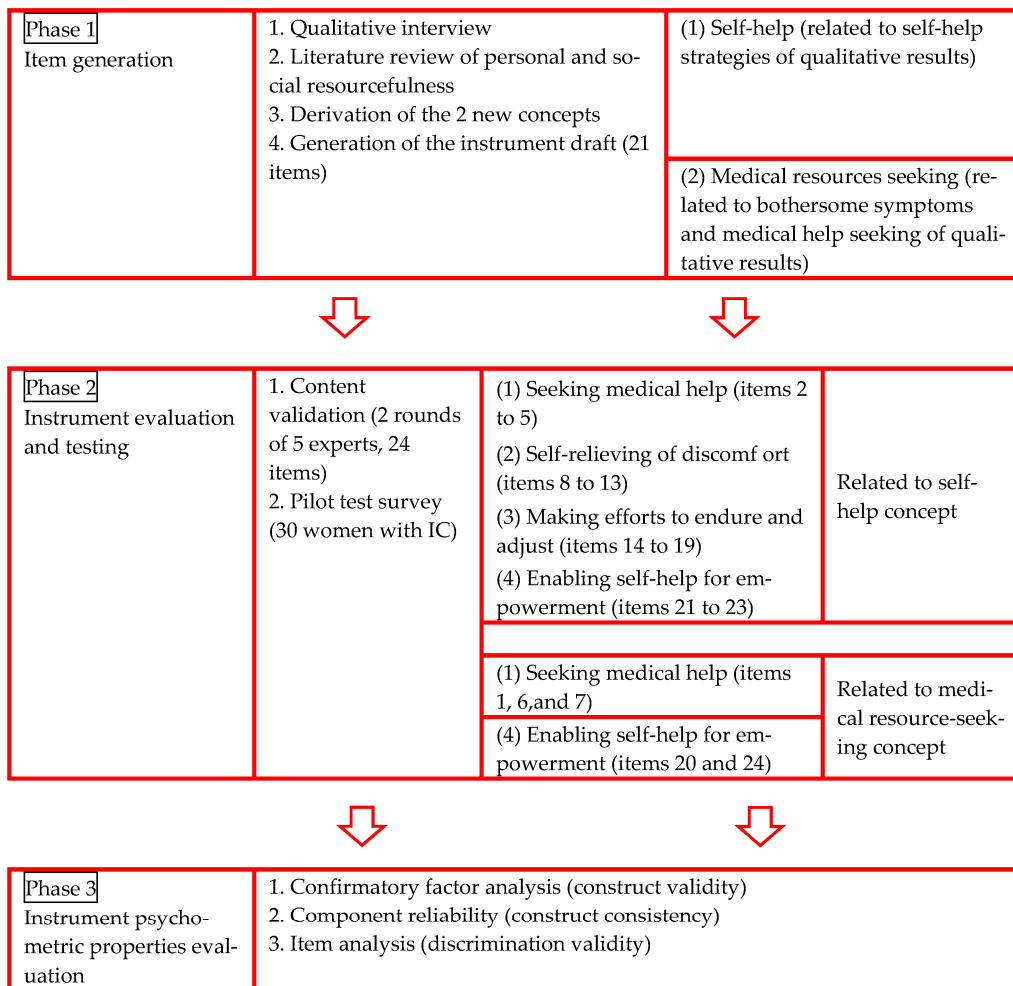 Phase 1
Item generation
1. Qualitative interview
2. Literature review of personal and so-
cial resourcefulness
3. Derivation of the 2 new concepts
4. Generation of the instrument draft (21
items)
(1) Self-help (related to self-help
strategies of qualitative results)
(2) Medical resources seeking (re-
lated to bothersome symptoms
and medical help seeking of quali-
tative results)
Phase 2
Instrument evaluation
and testing
1. Content
validation (2 rounds
of 5 experts, 24
items)
2. Pilot test survey
(30 women with IC)
(1) Seeking medical help (items 2
to 5)
(2) Self-relieving of discomf ort
(items 8 to 13)
(3) Making efforts to endure and
adjust (items 14 to 19)
(4) Enabling self-help for em-
powerment (items 21 to 23)
Related to self-
help concept
(1) Seeking medical help (items
1, 6,and 7)
(4) Enabling self-help for em-
powerment (items 20 and 24)
Related to medi-
cal resource-seek-
ing concept
Phase 3
Instrument psycho-
metric properties eval-
uation
1. Confirmatory factor analysis (construct validity)
2. Component reliability (construct consistency)
3. Item analysis (discrimination validity)